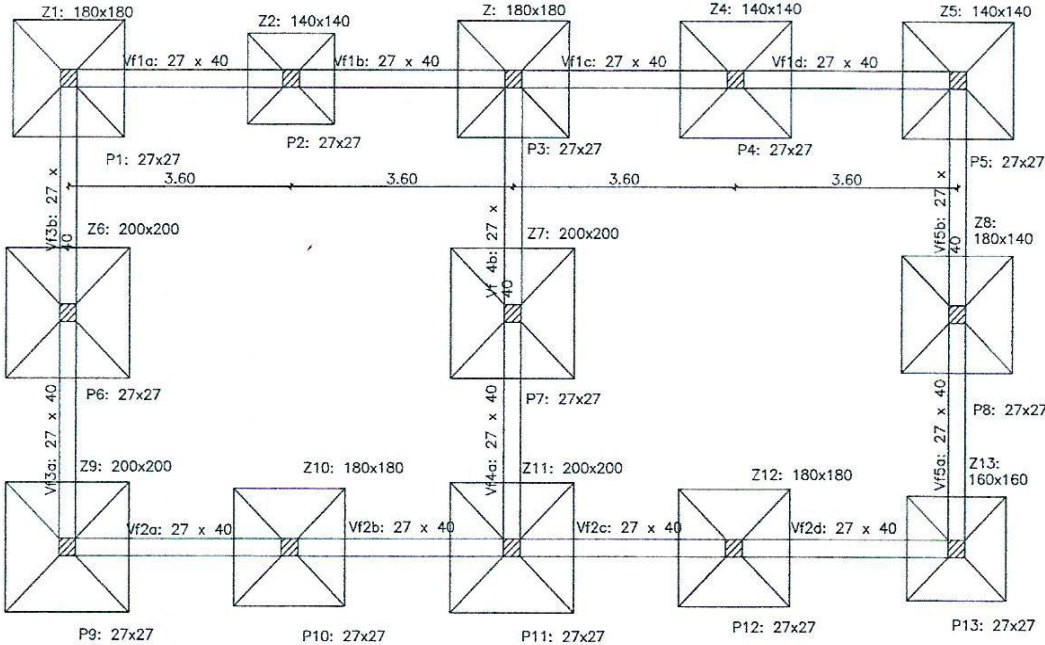 Z1: 180x180
Z2: 140x140
Z: 180x180
Z4: 140x140
Z5: 140x140
Vf1a: 27 x 40
Vf1b: 27 x 40
Vf1c: 27 x 40
Vf1d: 27 x 40
P1: 27x27
P2: 27x27
P3: 27x27
P4: 27x27
P5: 27x27
3.60
3.60
3.60
3.60
Vf3b: 27 x
40
Vf 4b: 27 x
40
Vf5b: 27 x
40
Z6: 200x200
Z7: 200x200
Z8:
180x140
P6: 27x27
P7: 27x27
P8: 27x27
Vf3a: 27 x 40
Vf4a: 27 x 40
Vf5a: 27 x 40
Z9: 200x200
Z10: 180x180
Z11: 200x200
Z12: 180x180
Z13:
160x160
Vf2a: 27 x 40
Vf2b: 27 x 40
Vf2c: 27 x 40
Vf2d: 27 x 40
P9: 27x27
P10: 27x27
P11: 27x27
P12: 27x27
P13: 27x27